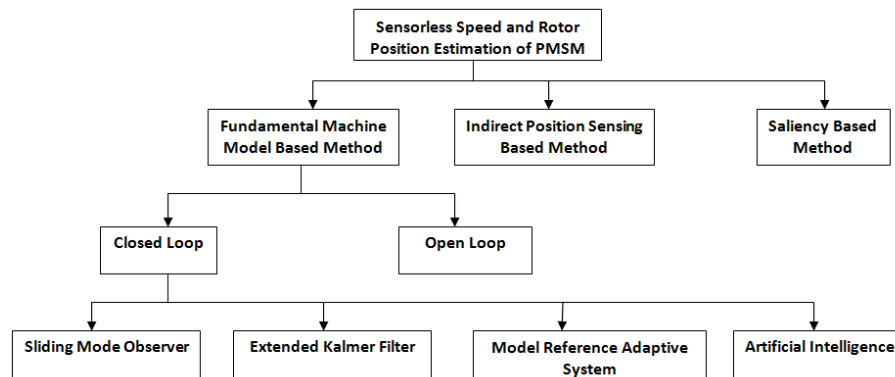 Sensorless Speed and Rotor
Position Estimation of PMSM
Fundamental Machine
Model Based Method
Indirect Position Sensing
Based Method
Saliency Based
Method
Closed Loop
Open Loop
Sliding Mode Observer
Extended Kalmer Filter
Model Reference Adaptive
System
Artificial Intelligence